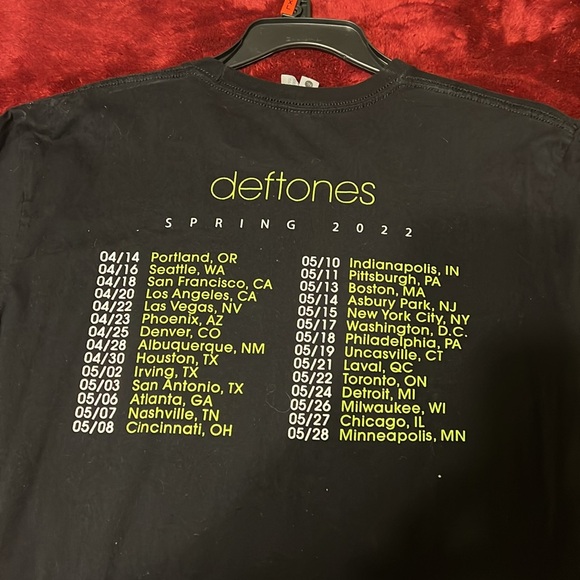 deftones
SPRING 2022
04/14 Portland, OR
04/16 Seattle, WA
04/18 San Francisco, CA
04/20 Los Angeles, CA
04/22 Las Vegas, NV
04/23 Phoenix, AZ
04/25 Denver, CO
04/28 Albuquerque, NM
04/30 Houston, TX
05/02 Irving, TX
05/03 San Antonio, TX
05/06 Atlanta, GA
05/07 Nashville, TN
05/08 Cincinnati, OH
05/10 Indianapolis, IN
05/11 Pittsburgh, PA
05/13 Boston, MA
05/14 Asbury Park, NJ
05/15 New York City, NY
05/17 Washington, D.C.
05/18 Philadelphia, PA
05/19 Uncasville, CT
05/21 Laval, QC
05/22 Toronto, ON
05/24 Detroit, MI
05/26 Milwaukee, WI
05/27 Chicago, IL
05/28 Minneapolis, MN